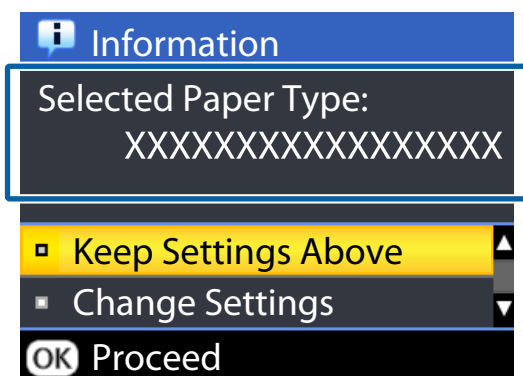 Information
Selected Paper Type:
XXXXXXXXXXXXXXXXX
Keep Settings Above
Change Settings
OK Proceed